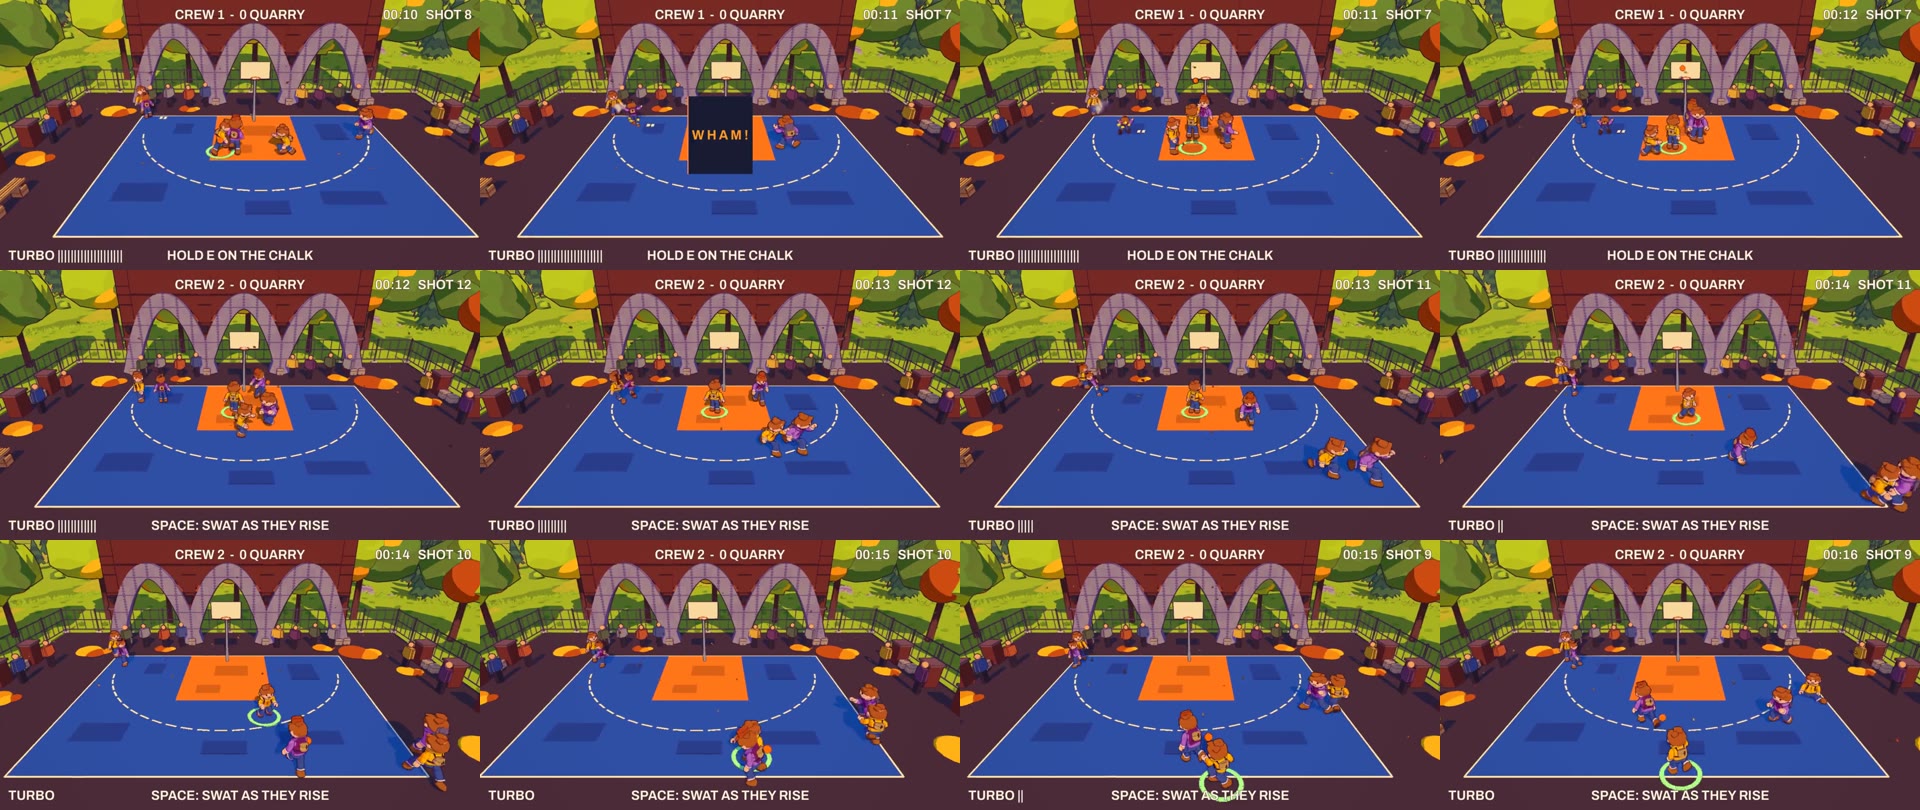 CREW 1 - 0 QUARRY 00:10 SHOT 8
TURBO |||||||||||||||||||| HOLD E ON THE CHALK
CREW 1 - 0 QUARRY 00:11 SHOT 7
WHAM!
TURBO |||||||||||||||||||| HOLD E ON THE CHALK
CREW 1 - 0 QUARRY 00:11 SHOT 7
TURBO ||||||||||||||||||| HOLD E ON THE CHALK
CREW 1 - 0 QUARRY 00:12 SHOT 7
TURBO ||||||||||||||| HOLD E ON THE CHALK
CREW 2 - 0 QUARRY 00:12 SHOT 12
TURBO |||||||||||| SPACE: SWAT AS THEY RISE
CREW 2 - 0 QUARRY 00:13 SHOT 12
TURBO ||||||||| SPACE: SWAT AS THEY RISE
CREW 2 - 0 QUARRY 00:13 SHOT 11
TURBO ||||| SPACE: SWAT AS THEY RISE
CREW 2 - 0 QUARRY 00:14 SHOT 11
TURBO || SPACE: SWAT AS THEY RISE
CREW 2 - 0 QUARRY 00:14 SHOT 10
TURBO SPACE: SWAT AS THEY RISE
CREW 2 - 0 QUARRY 00:15 SHOT 10
TURBO SPACE: SWAT AS THEY RISE
CREW 2 - 0 QUARRY 00:15 SHOT 9
TURBO || SPACE: SWAT AS THEY RISE
CREW 2 - 0 QUARRY 00:16 SHOT 9
TURBO SPACE: SWAT AS THEY RISE